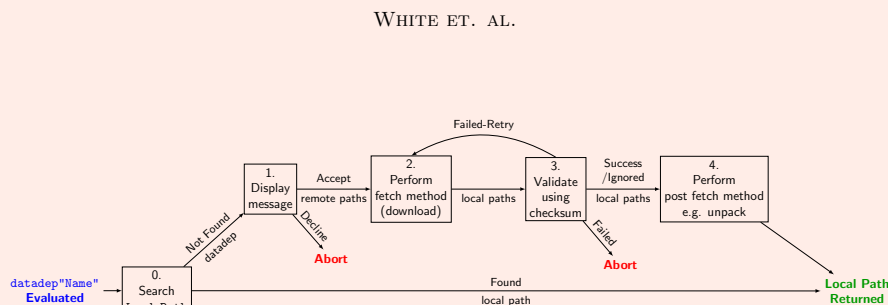 WHITE ET. AL.
Failed-Retry
1.
Display
message
Accept
remote paths
2.
Perform
fetch method
(download)
local paths
3.
Validate
using
checksum
Success
/Ignored
local paths
4.
Perform
post fetch method
e.g. unpack
Not Found
datadep
Decline
Abort
Failed
Abort
datadep"Name"
Evaluated
0.
Search
Local Path
Found
local path
Local Path
Returned